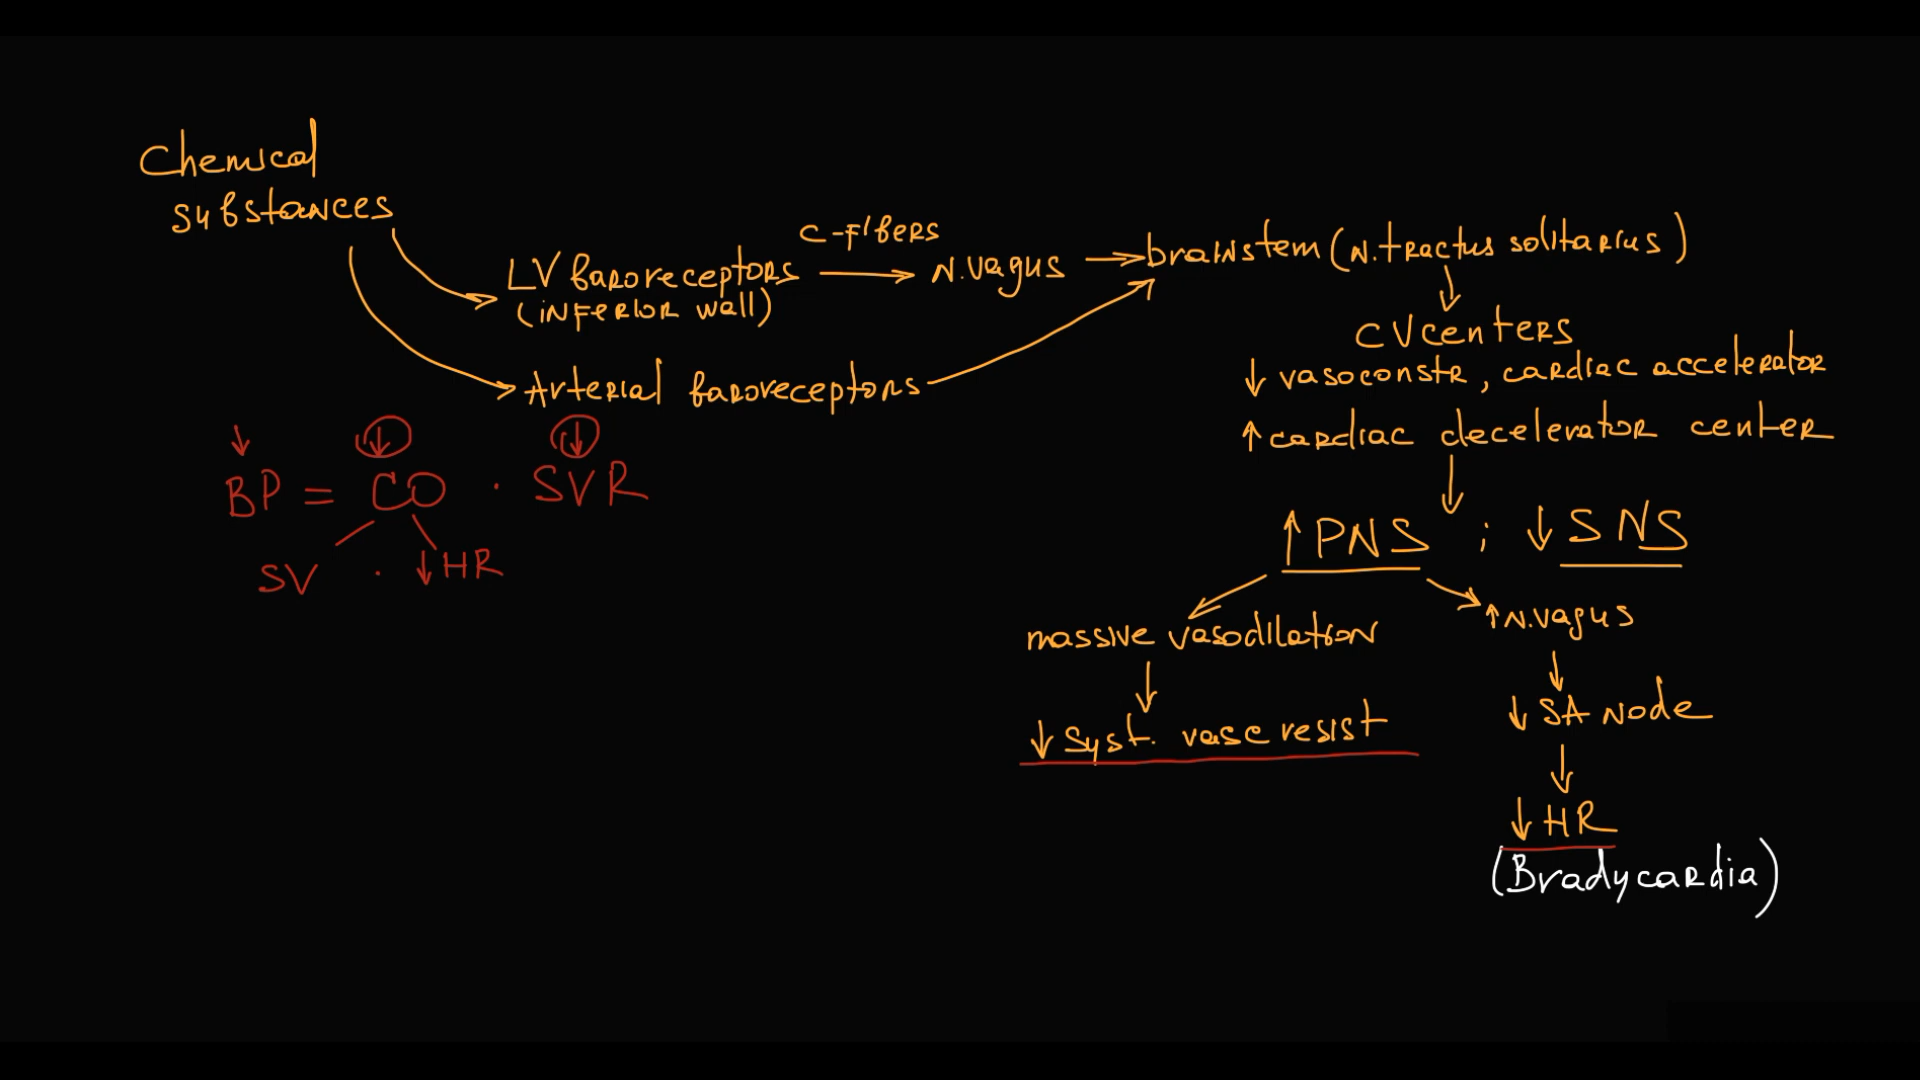 Chemical
substances
C-fibers
LV baroreceptors
(inferior wall)
N.vagus
brainstem (N.tractus solitarius)
Arterial baroreceptors
CV centers
↓ vasoconstr, cardiac accelerator
↑ cardiac decelerator center
↑ PNS ; ↓ SNS
↓ ↓ ↓
BP = CO · SVR
SV · ↓HR
massive vasodilation
↑N.vagus
↓ syst. vasc resist
↓ SA Node
↓ HR
(Bradycardia)